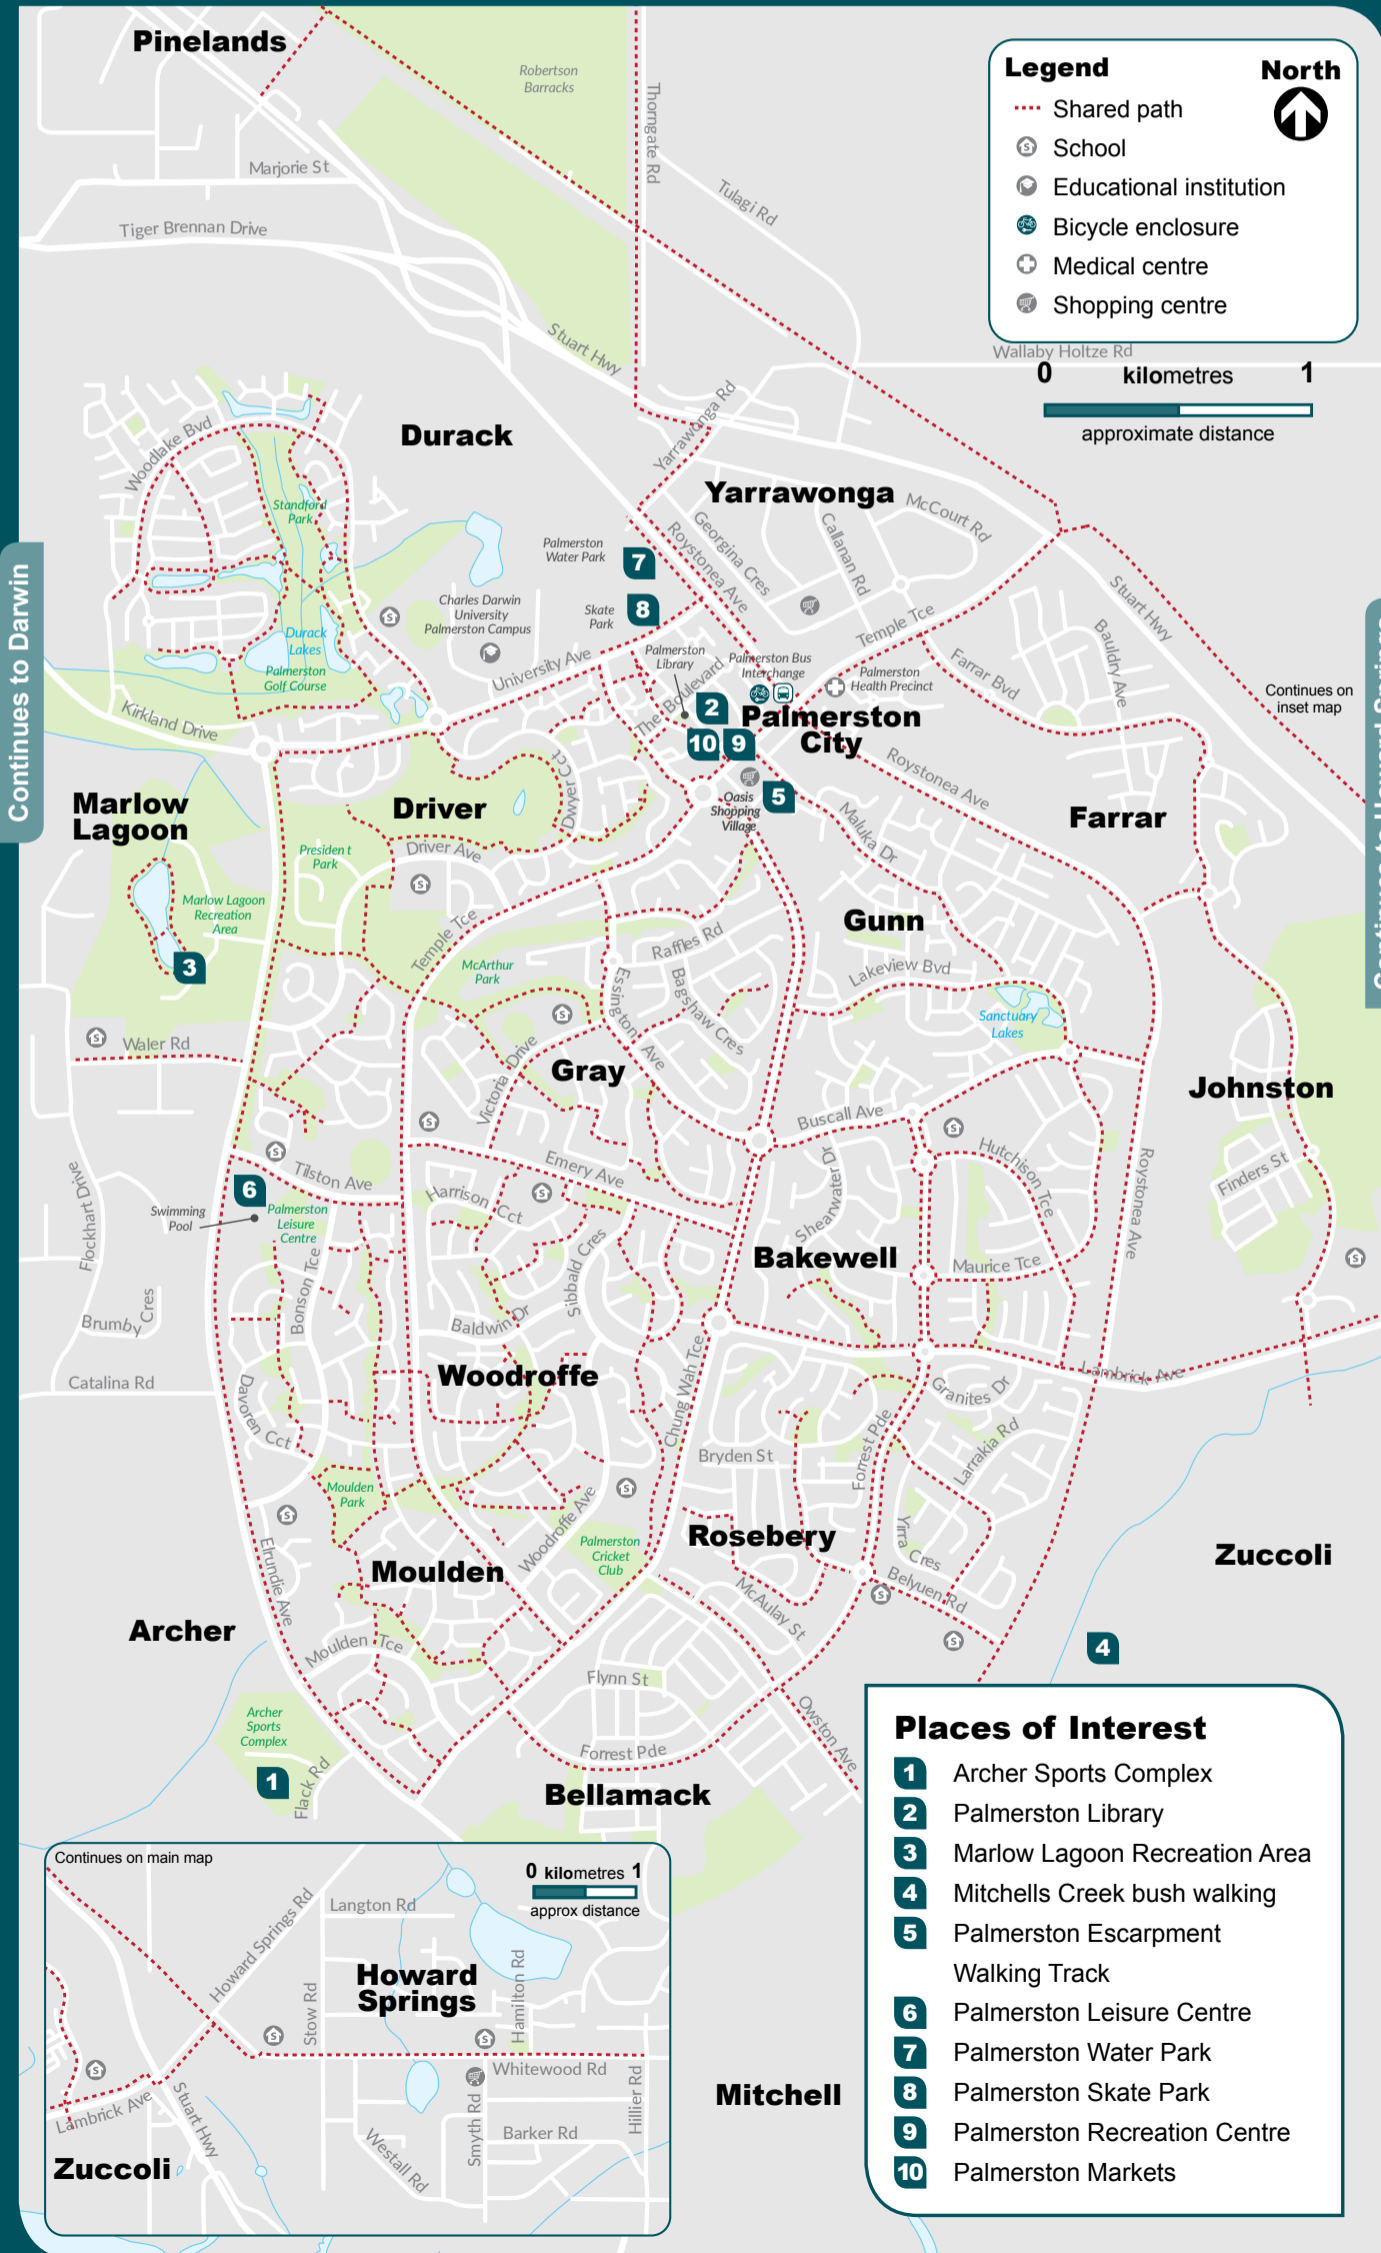 Pinelands
Robertson
Barracks
Thorngate Rd
Marjorie St
Tulagi Rd
Tiger Brennan Drive
Stuart Hwy
Legend
North
Shared path
School
Educational institution
Bicycle enclosure
Medical centre
Shopping centre
Wallaby Holtze Rd
0 kilometres 1
approximate distance
Continues to Darwin
Durack
Woodlake Bvd
Yarrawonga Rd
Yarrawonga
McCourt Rd
Standford
Park
Georgina Cres
Callanan Rd
Roystonea Ave
Palmerston
Water Park
7
Stuart Hwy
Charles Darwin
University
Palmerston Campus
Skate
Park
8
Temple Tce
Bauldry Ave
Durack
Lakes
Palmerston
Golf Course
University Ave
Palmerston
Library
Palmerston Bus
Interchange
Palmerston
Health Precinct
Farrar Bvd
Continues on
inset map
Kirkland Drive
The Boulevard
2
Palmerston
City
10
9
Dwyer Cct
Roystonea Ave
Marlow
Lagoon
Driver
Oasis
Shopping
Village
5
Maluka Dr
Farrar
President
Park
Driver Ave
Marlow Lagoon
Recreation
Area
3
Temple Tce
McArthur
Park
Raffles Rd
Gunn
Lakeview Bvd
Essington Ave
Bagshaw Cres
Sanctuary
Lakes
Waler Rd
Victoria Drive
Gray
Johnston
Buscall Ave
Hutchison Tce
Finders St
Roystonea Ave
Flockhart Drive
Tilston Ave
Emery Ave
Harrison Cct
Shearwater Dr
6
Swimming
Pool
Palmerston
Leisure
Centre
Bonson Tce
Sibbald Cres
Bakewell
Maurice Tce
Brumby Cres
Baldwin Dr
Catalina Rd
Woodroffe
Chung Wah Tce
Lambrick Ave
Davoren Cct
Granites Dr
Forrest Pde
Larrakia Rd
Bryden St
Moulden
Park
Woodroffe Ave
Palmerston
Cricket
Club
Rosebery
Yirra Cres
Zuccoli
Elrundie Ave
Moulden
McAulay St
Belyuen Rd
Archer
4
Moulden Tce
Flynn St
Owston Ave
Archer
Sports
Complex
1
Flack Rd
Forrest Pde
Bellamack
Places of Interest
1 Archer Sports Complex
2 Palmerston Library
3 Marlow Lagoon Recreation Area
4 Mitchells Creek bush walking
5 Palmerston Escarpment
Walking Track
6 Palmerston Leisure Centre
7 Palmerston Water Park
8 Palmerston Skate Park
9 Palmerston Recreation Centre
10 Palmerston Markets
Continues on main map
0 kilometres 1
approx distance
Howard Springs Rd
Langton Rd
Howard
Springs
Stow Rd
Hamilton Rd
Whitewood Rd
Lambrick Ave
Stuart Hwy
Smyth Rd
Barker Rd
Hillier Rd
Westall Rd
Zuccoli
Mitchell